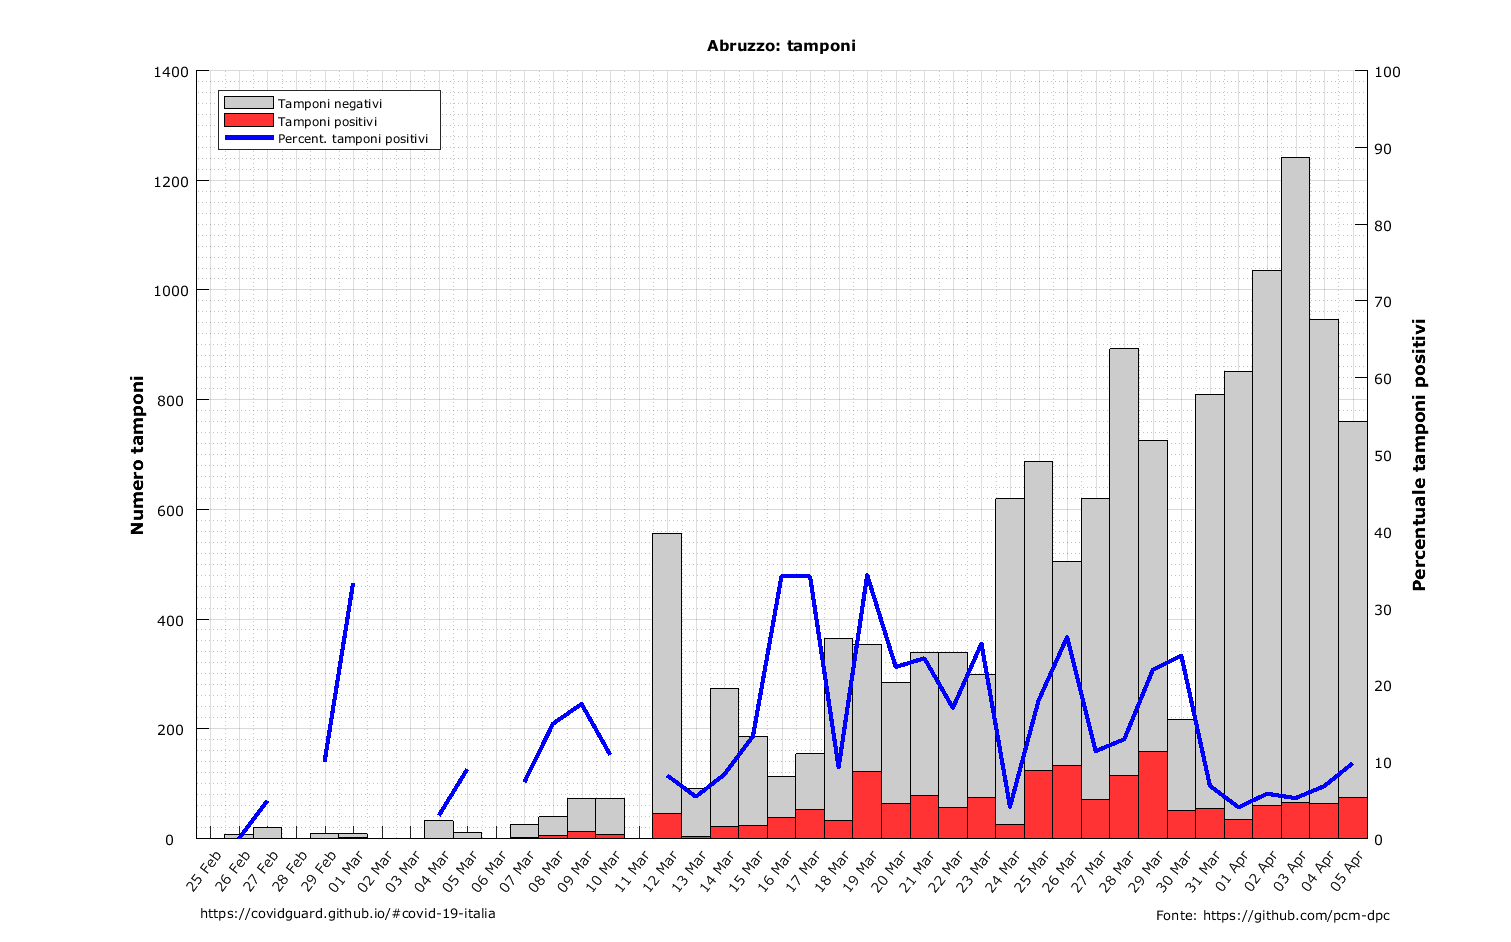 Abruzzo: tamponi
1400
1200
1000
800
600
400
200
0
Numero tamponi
Tamponi negativi
Tamponi positivi
Percent. tamponi positivi
100
90
80
70
60
50
40
30
20
10
0
Percentuale tamponi positivi
25 Feb
26 Feb
27 Feb
28 Feb
29 Feb
01 Mar
02 Mar
03 Mar
04 Mar
05 Mar
06 Mar
07 Mar
08 Mar
09 Mar
10 Mar
11 Mar
12 Mar
13 Mar
14 Mar
15 Mar
16 Mar
17 Mar
18 Mar
19 Mar
20 Mar
21 Mar
22 Mar
23 Mar
24 Mar
25 Mar
26 Mar
27 Mar
28 Mar
29 Mar
30 Mar
31 Mar
01 Apr
02 Apr
03 Apr
04 Apr
05 Apr
https://covidguard.github.io/#covid-19-italia
Fonte: https://github.com/pcm-dpc